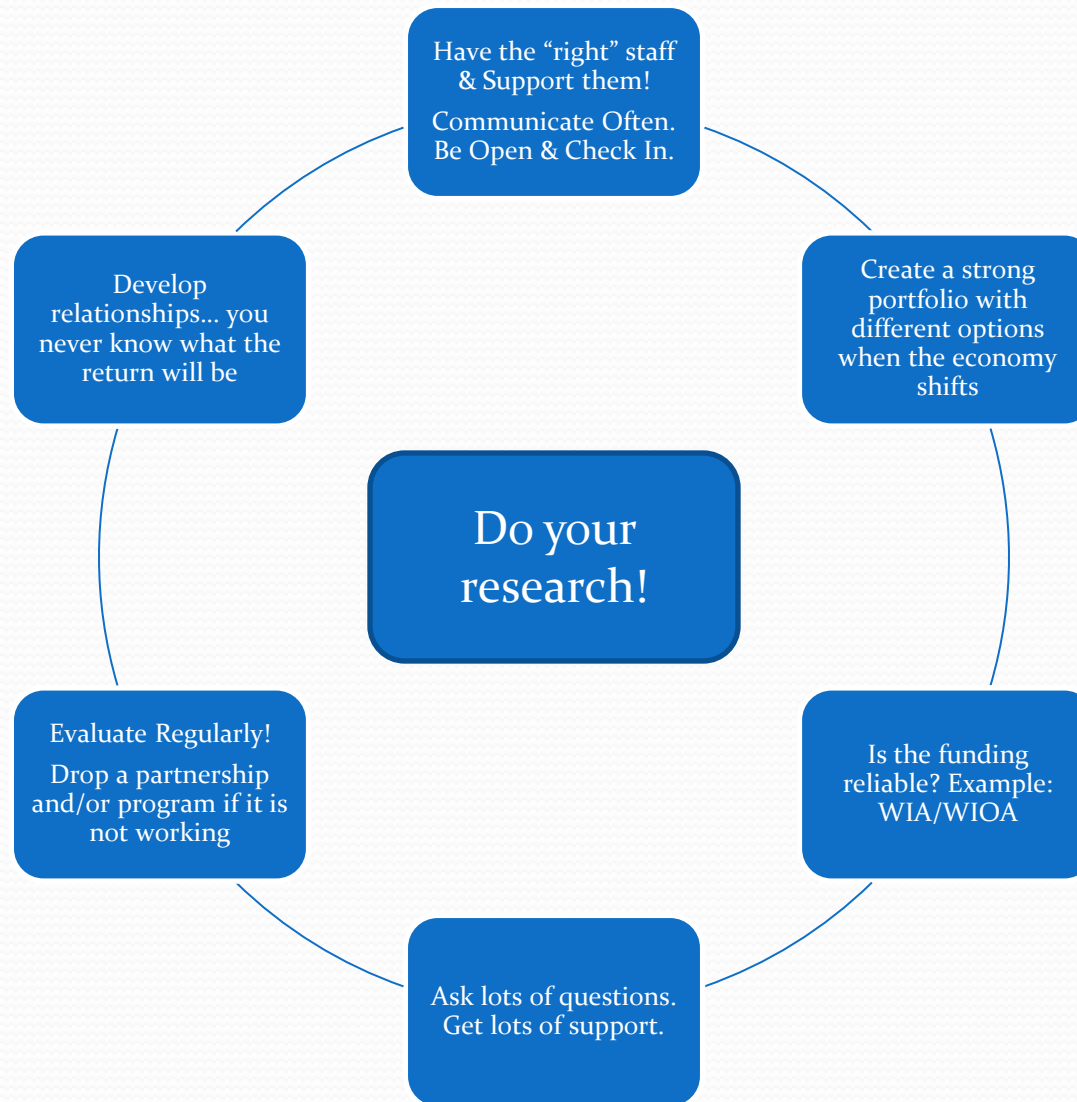 Have the “right” staff
& Support them!
Communicate Often.
Be Open & Check In.
Create a strong
portfolio with
different options
when the economy
shifts
Is the funding
reliable? Example:
WIA/WIOA
Ask lots of questions.
Get lots of support.
Evaluate Regularly!
Drop a partnership
and/or program if it is
not working
Develop
relationships... you
never know what the
return will be
Do your
research!